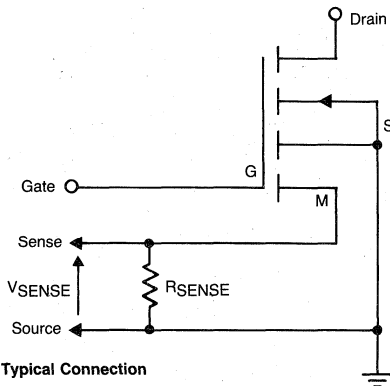 Drain
S
G
Gate
M
Sense
VSENSE
RSENSE
Source
Typical Connection